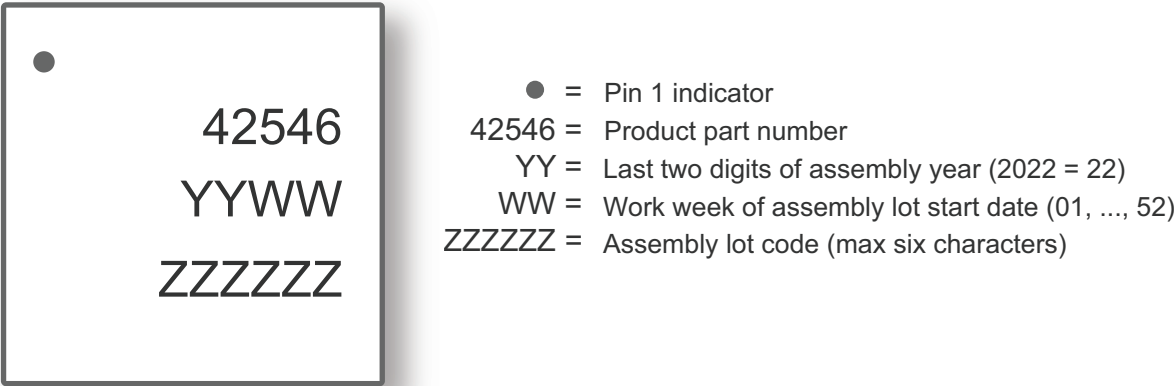 42546
YYWW
ZZZZZZ
● = Pin 1 indicator
42546 = Product part number
YY = Last two digits of assembly year (2022 = 22)
WW = Work week of assembly lot start date (01, ..., 52)
ZZZZZZ = Assembly lot code (max six characters)